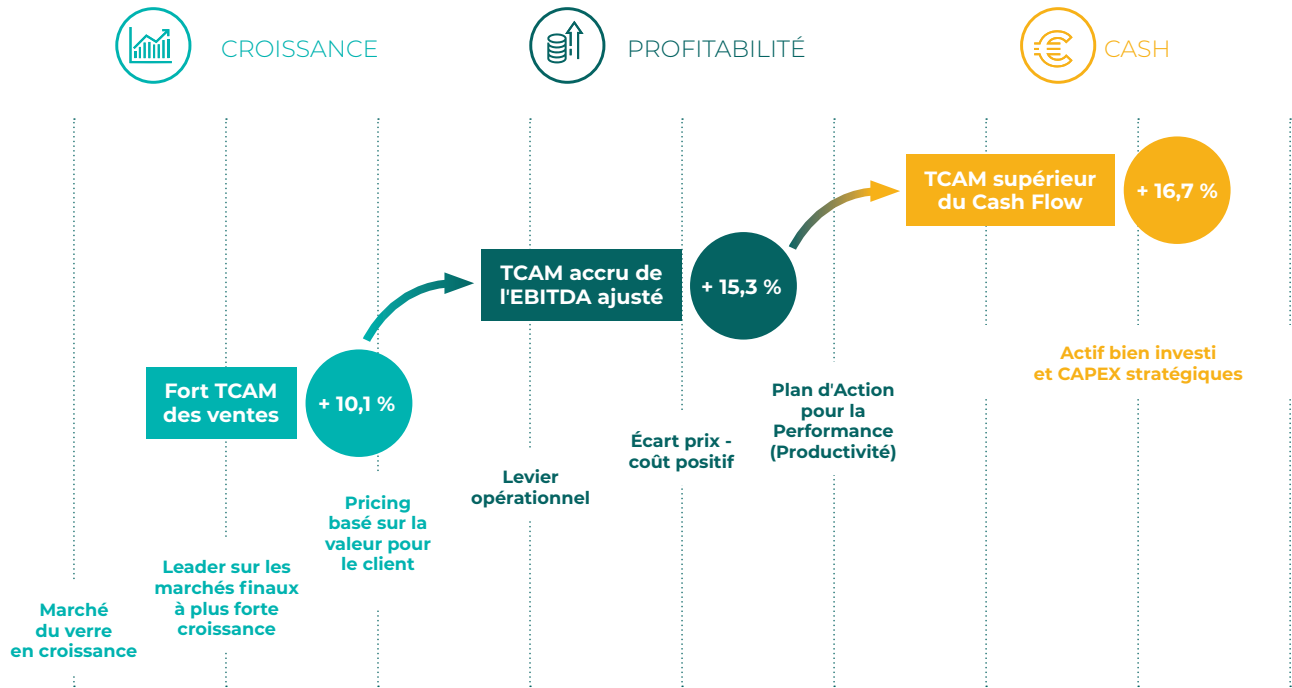 CROISSANCE
PROFITABILITÉ
CASH
TCAM supérieur
du Cash Flow
+ 16,7 %
TCAM accru de
l'EBITDA ajusté
+ 15,3 %
Fort TCAM
des ventes
+ 10,1 %
Marché
du verre
en croissance
Leader sur les
marchés finaux
à plus forte
croissance
Pricing
basé sur la
valeur pour
le client
Levier
opérationnel
Écart prix -
coût positif
Plan d'Action
pour la
Performance
(Productivité)
Actif bien investi
et CAPEX stratégiques